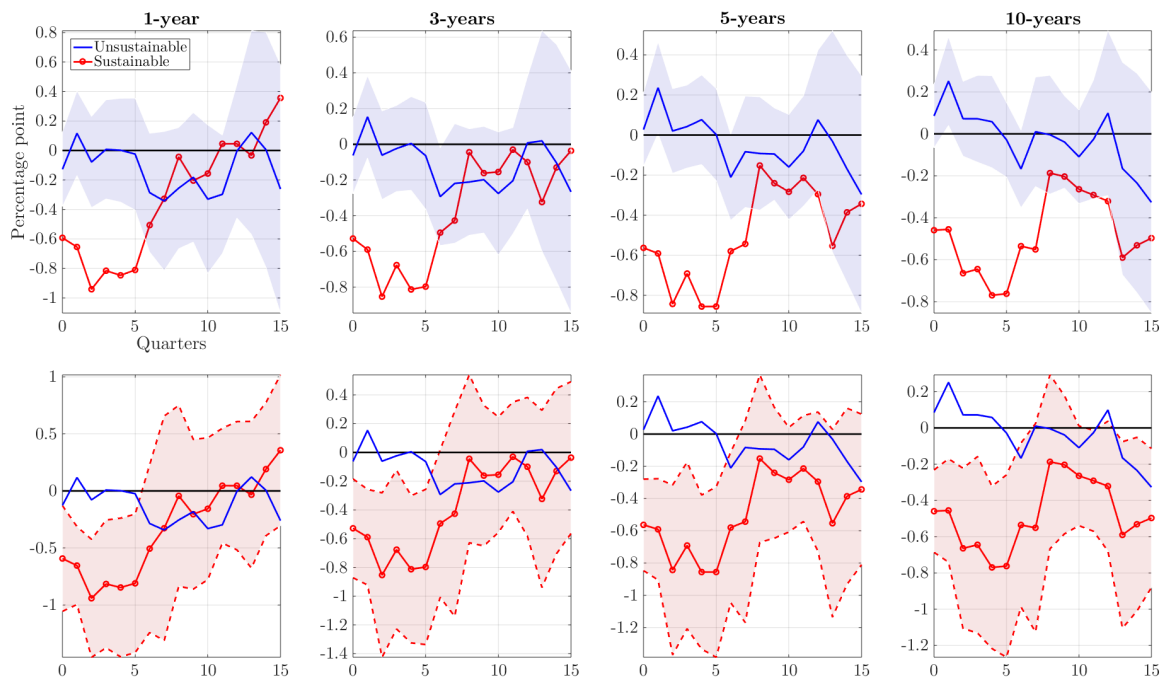 1-year 3-years 5-years 10-years
Unsustainable
Sustainable
Percentage point
0.8 0.6 0.4 0.2 0 -0.2 -0.4 -0.6 -0.8 -1
0.6 0.4 0.2 0 -0.2 -0.4 -0.6 -0.8
0.4 0.2 0 -0.2 -0.4 -0.6 -0.8
0.4 0.2 0 -0.2 -0.4 -0.6 -0.8
0 5 10 15 0 5 10 15 0 5 10 15 0 5 10 15
Quarters
1 0.5 0 -0.5 -1
0.4 0.2 0 -0.2 -0.4 -0.6 -0.8 -1 -1.2 -1.4
0.2 0 -0.2 -0.4 -0.6 -0.8 -1 -1.2
0.2 0 -0.2 -0.4 -0.6 -0.8 -1 -1.2
0 5 10 15 0 5 10 15 0 5 10 15 0 5 10 15